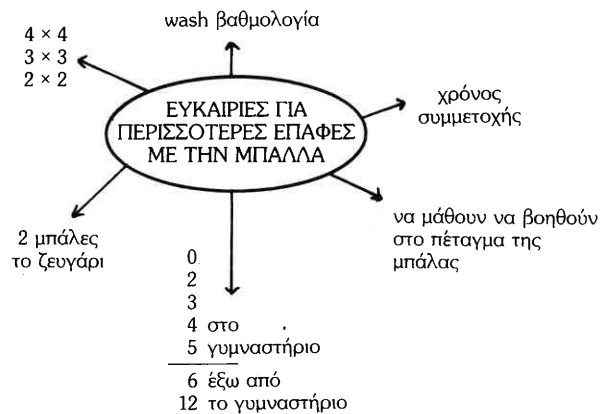 4 × 4
3 × 3
2 × 2
wash βαθμολογία
ΕΥΚΑΙΡΙΕΣ ΓΙΑ
ΠΕΡΙΣΣΟΤΕΡΕΣ ΕΠΑΦΕΣ
ΜΕ ΤΗΝ ΜΠΑΛΛΑ
χρόνος
συμμετοχής
να μάθουν να βοηθούν
στο πέταγμα της
μπάλας
2 μπάλες
το ζευγάρι
0
2
3
4 στο
5 γυμναστήριο
6 έξω από
12 το γυμναστήριο